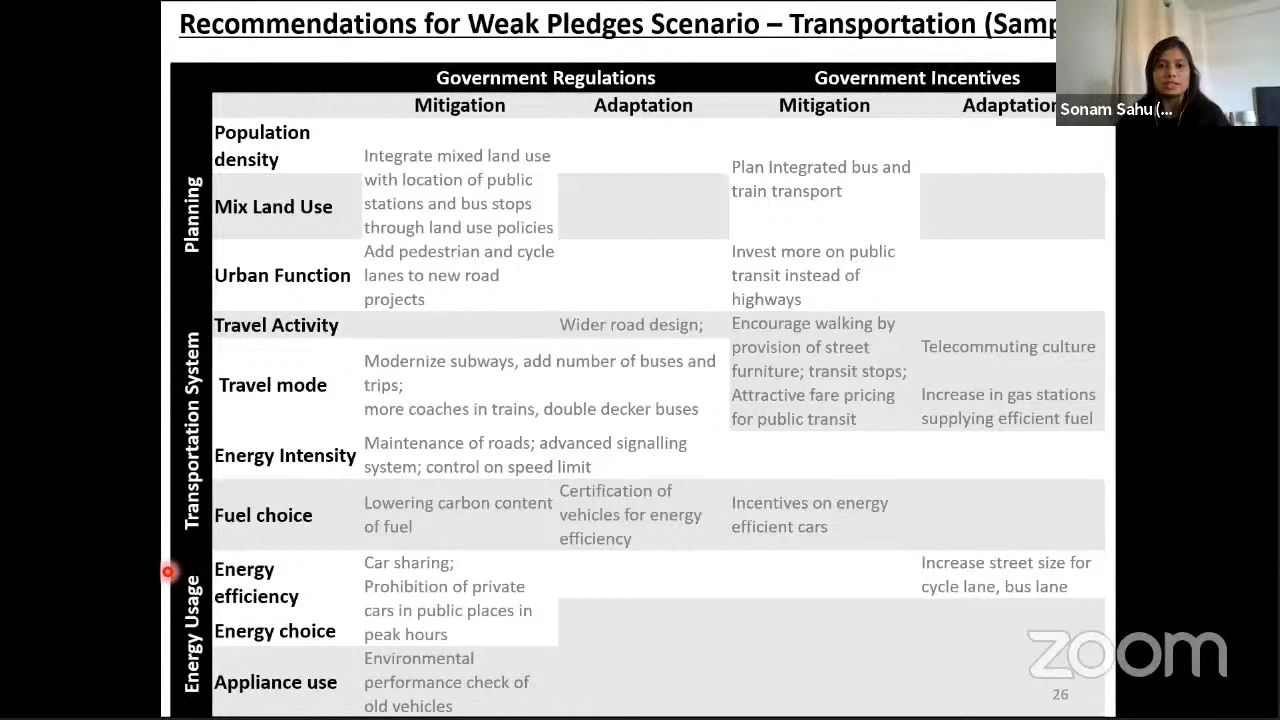 Recommendations for Weak Pledges Scenario – Transportation (Samp
Sonam Sahu (...
Government Regulations
Government Incentives
Mitigation
Adaptation
Mitigation
Adaptation
Planning
Population
density
Integrate mixed land use
with location of public
stations and bus stops
through land use policies
Plan Integrated bus and
train transport
Mix Land Use
Urban Function
Add pedestrian and cycle
lanes to new road
projects
Invest more on public
transit instead of
highways
Transportation System
Travel Activity
Wider road design;
Encourage walking by
provision of street
furniture; transit stops;
Attractive fare pricing
for public transit
Telecommuting culture
Increase in gas stations
supplying efficient fuel
Travel mode
Modernize subways, add number of buses and
trips;
more coaches in trains, double decker buses
Energy Intensity
Maintenance of roads; advanced signalling
system; control on speed limit
Fuel choice
Lowering carbon content
of fuel
Certification of
vehicles for energy
efficiency
Incentives on energy
efficient cars
Energy Usage
Energy
efficiency
Car sharing;
Prohibition of private
cars in public places in
peak hours
Increase street size for
cycle lane, bus lane
Energy choice
Appliance use
Environmental
performance check of
old vehicles
zoom
26